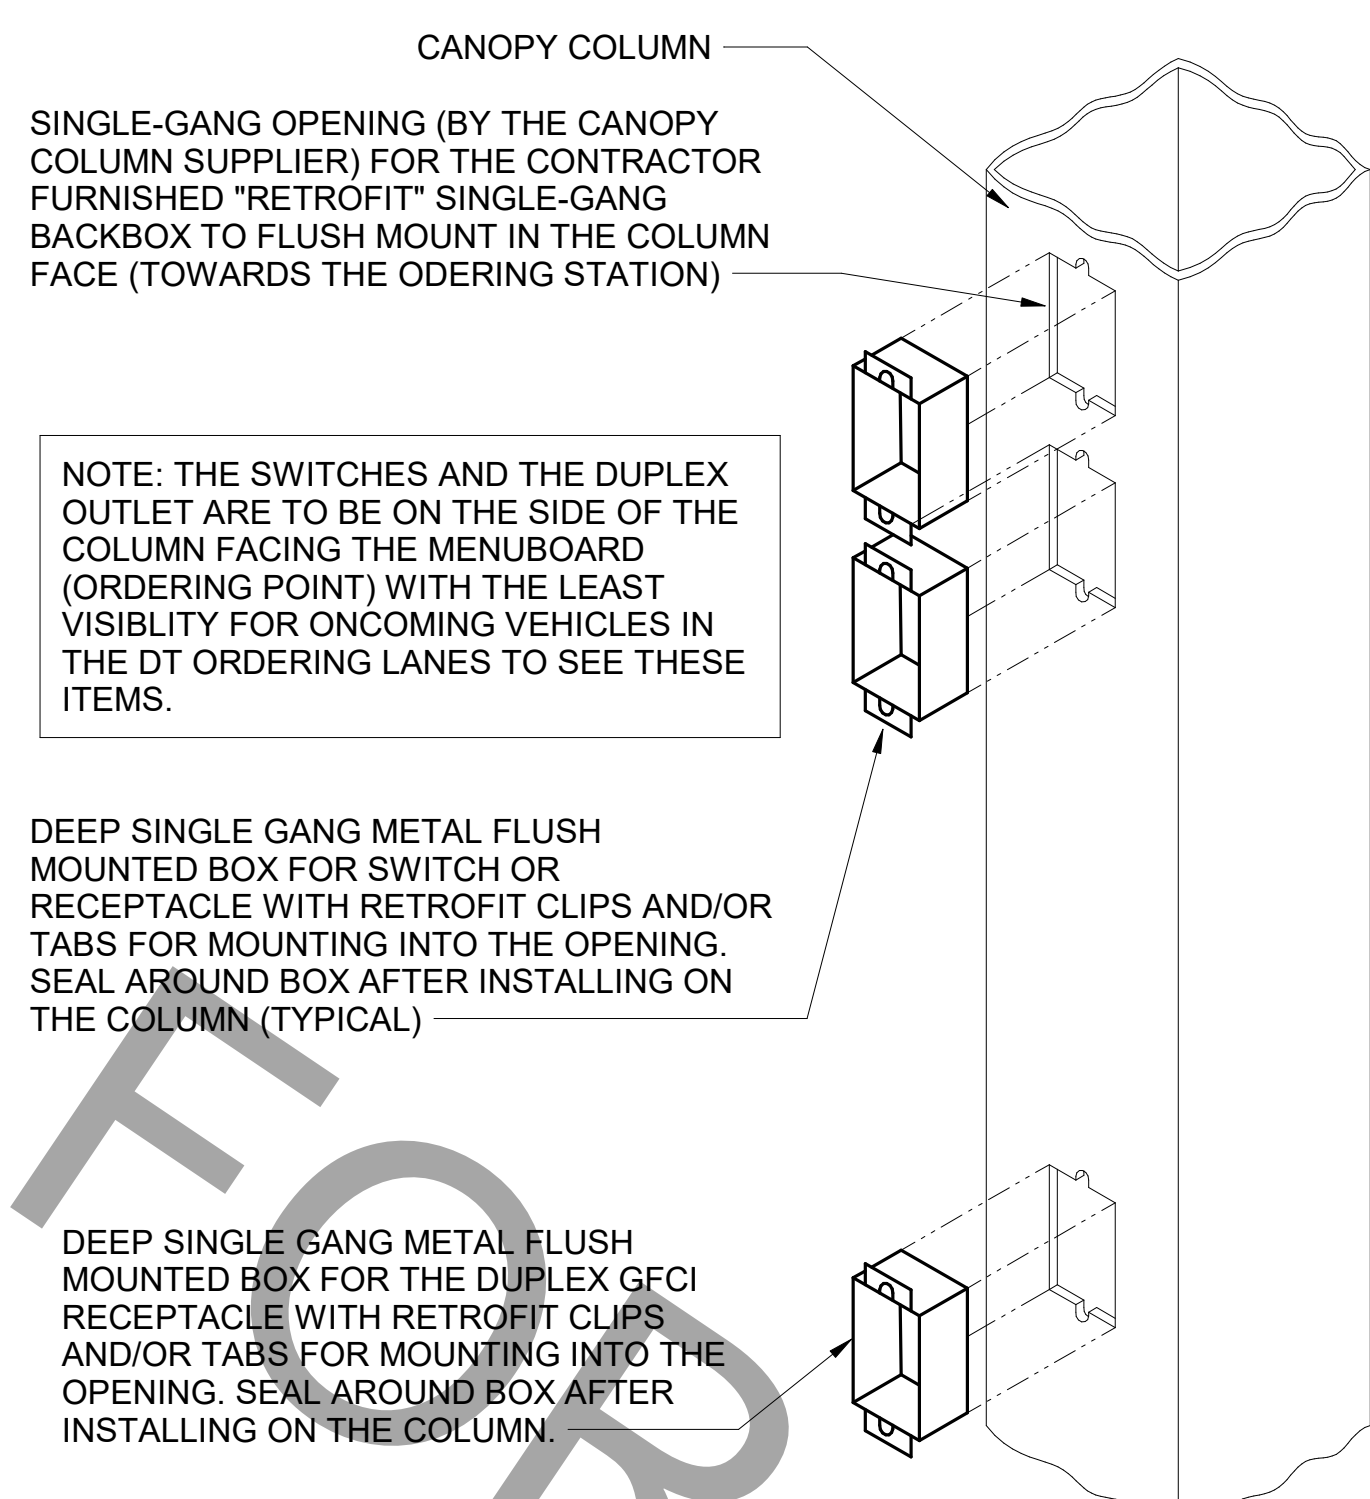 CANOPY COLUMN
SINGLE-GANG OPENING (BY THE CANOPY
COLUMN SUPPLIER) FOR THE CONTRACTOR
FURNISHED "RETROFIT" SINGLE-GANG
BACKBOX TO FLUSH MOUNT IN THE COLUMN
FACE (TOWARDS THE ODERING STATION)
NOTE: THE SWITCHES AND THE DUPLEX
OUTLET ARE TO BE ON THE SIDE OF THE
COLUMN FACING THE MENUBOARD
(ORDERING POINT) WITH THE LEAST
VISIBLITY FOR ONCOMING VEHICLES IN
THE DT ORDERING LANES TO SEE THESE
ITEMS.
DEEP SINGLE GANG METAL FLUSH
MOUNTED BOX FOR SWITCH OR
RECEPTACLE WITH RETROFIT CLIPS AND/OR
TABS FOR MOUNTING INTO THE OPENING.
SEAL AROUND BOX AFTER INSTALLING ON
THE COLUMN (TYPICAL)
DEEP SINGLE GANG METAL FLUSH
MOUNTED BOX FOR THE DUPLEX GFCI
RECEPTACLE WITH RETROFIT CLIPS
AND/OR TABS FOR MOUNTING INTO THE
OPENING. SEAL AROUND BOX AFTER
INSTALLING ON THE COLUMN.
FOR